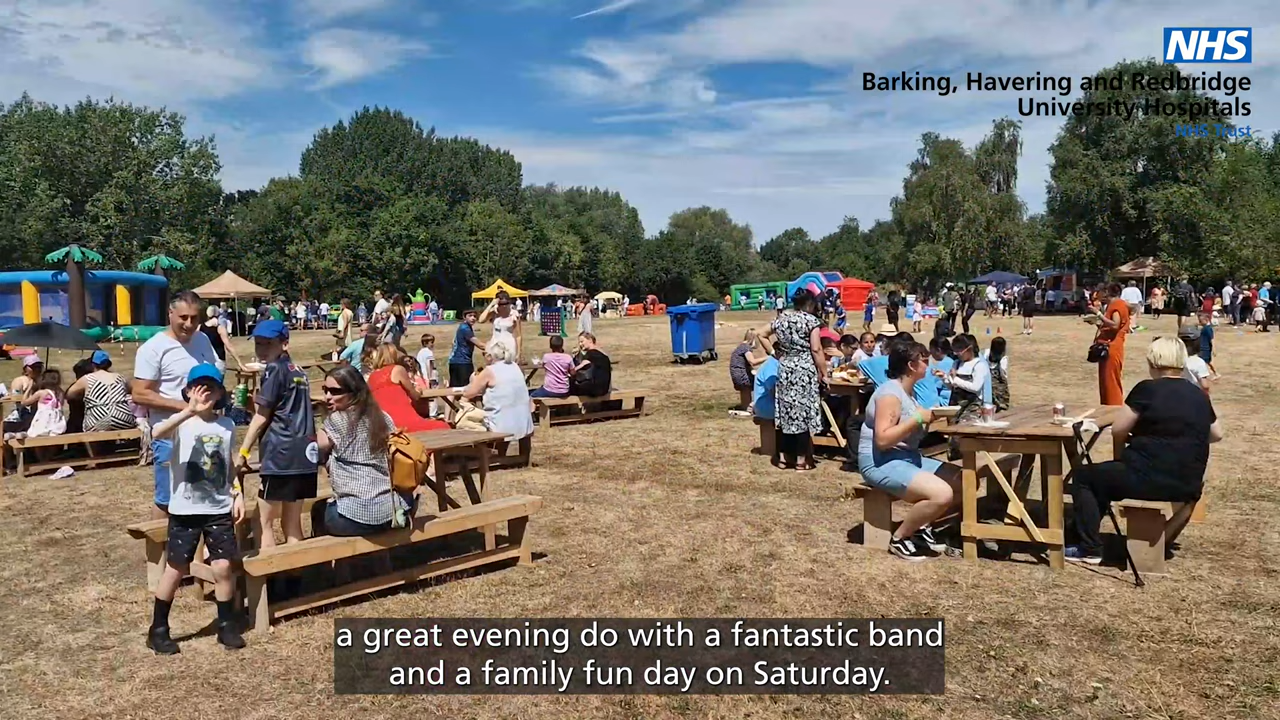 NHS
Barking, Havering and Redbridge
University Hospitals
NHS Trust
a great evening do with a fantastic band
and a family fun day on Saturday.